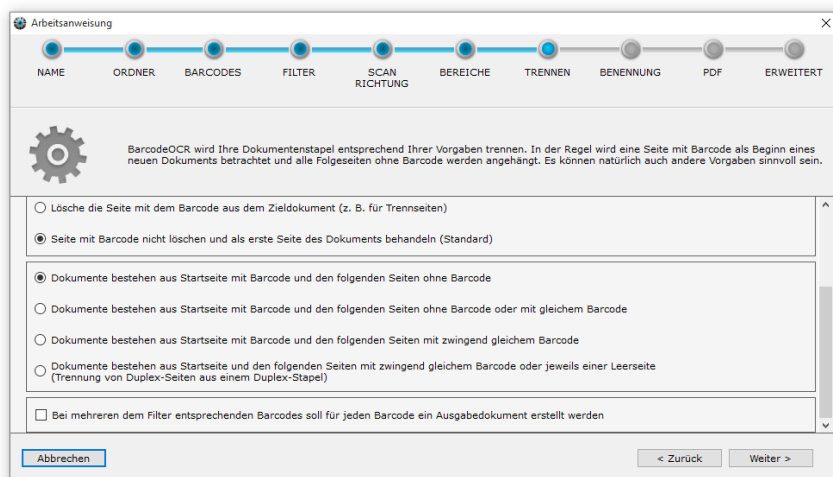 Arbeitsanweisung
NAME
ORDNER
BARCODES
FILTER
SCAN
RICHTUNG
BEREICHE
TRENNEN
BENENNUNG
PDF
ERWEITERT
BarcodeOCR wird Ihre Dokumentenstapel entsprechend Ihrer Vorgaben trennen. In der Regel wird eine Seite mit Barcode als Beginn eines
neuen Dokuments betrachtet und alle Folgeseiten ohne Barcode werden angehängt. Es können natürlich auch andere Vorgaben sinnvoll sein.
Lösche die Seite mit dem Barcode aus dem Zieldokument (z. B. für Trennseiten)
Seite mit Barcode nicht löschen und als erste Seite des Dokuments behandeln (Standard)
Dokumente bestehen aus Startseite mit Barcode und den folgenden Seiten ohne Barcode
Dokumente bestehen aus Startseite mit Barcode und den folgenden Seiten ohne Barcode oder mit gleichem Barcode
Dokumente bestehen aus Startseite mit Barcode und den folgenden Seiten mit zwingend gleichem Barcode
Dokumente bestehen aus Startseite und den folgenden Seiten mit zwingend gleichem Barcode oder jeweils einer Leerseite
(Trennung von Duplex-Seiten aus einem Duplex-Stapel)
Bei mehreren dem Filter entsprechenden Barcodes soll für jeden Barcode ein Ausgabedokument erstellt werden
Abbrechen
< Zurück
Weiter >